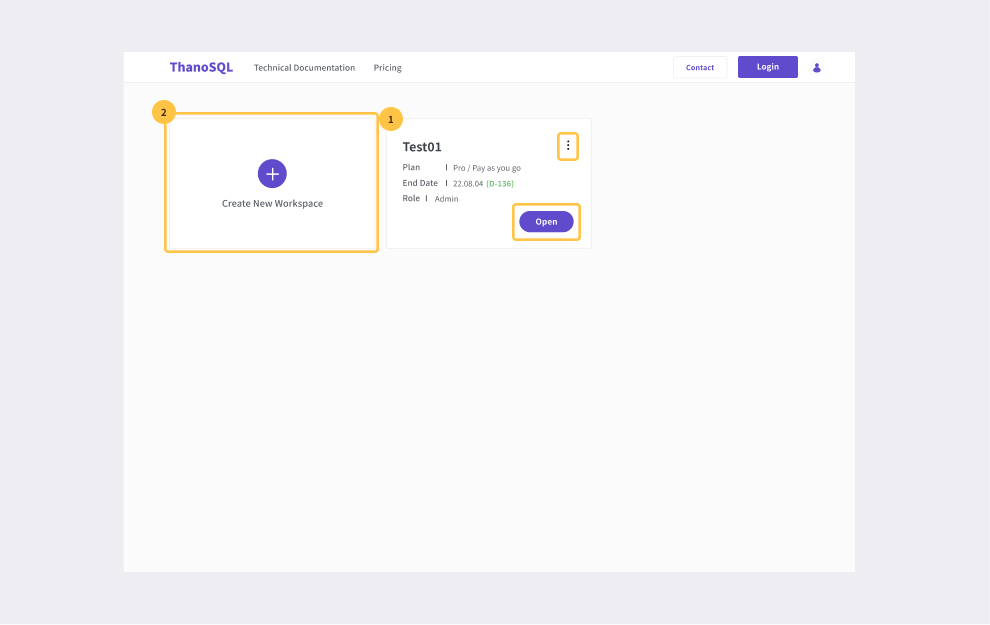 ThanoSQL Technical Documentation Pricing Contact Login
2
1
Create New Workspace
Test01
Plan | Pro / Pay as you go
End Date | 22.08.04 (D-136)
Role | Admin
Open